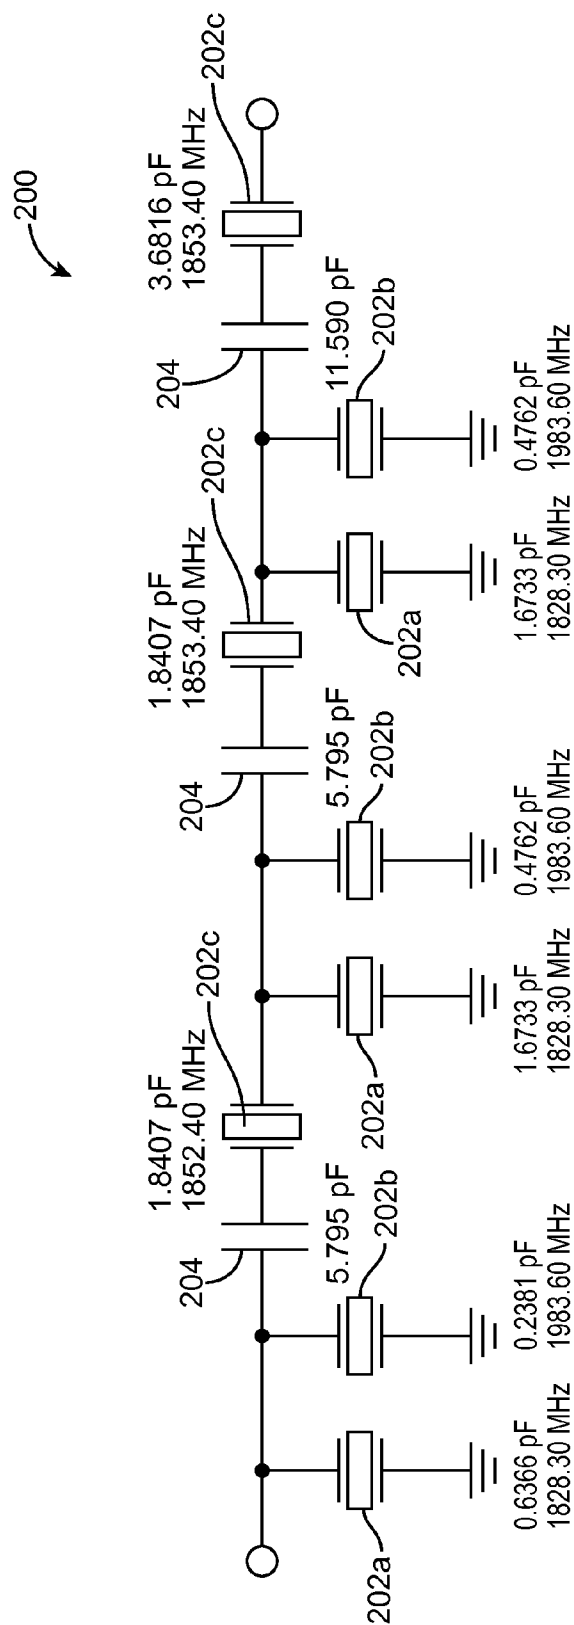 200
1.8407 pF
1852.40 MHz
1.8407 pF
1853.40 MHz
3.6816 pF
1853.40 MHz
204
202c
204
202c
204
202c
5.795 pF
5.795 pF
11.590 pF
202a
202b
202a
202b
202a
202b
0.6366 pF
1828.30 MHz
0.2381 pF
1983.60 MHz
1.6733 pF
1828.30 MHz
0.4762 pF
1983.60 MHz
1.6733 pF
1828.30 MHz
0.4762 pF
1983.60 MHz